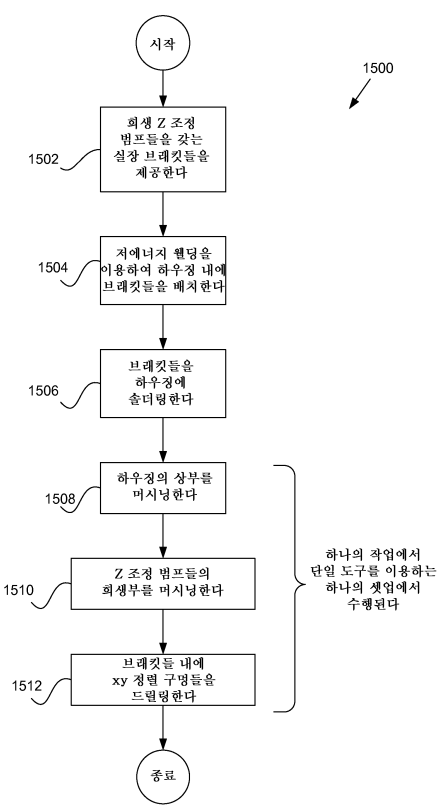 시작
1500
희생 Z 조정
범프들을 갖는
실장 브래킷들을
제공한다
1502
저에너지 웰딩을
이용하여 하우징 내에
브래킷들을 배치한다
1504
브래킷들을
하우징에
솔더링한다
1506
하우징의 상부를
머시닝한다
1508
Z 조정 범프들의
희생부를 머시닝한다
1510
브래킷들 내에
xy 정렬 구멍들을
드릴링한다
1512
하나의 작업에서
단일 도구를 이용하는
하나의 셋업에서
수행된다
종료